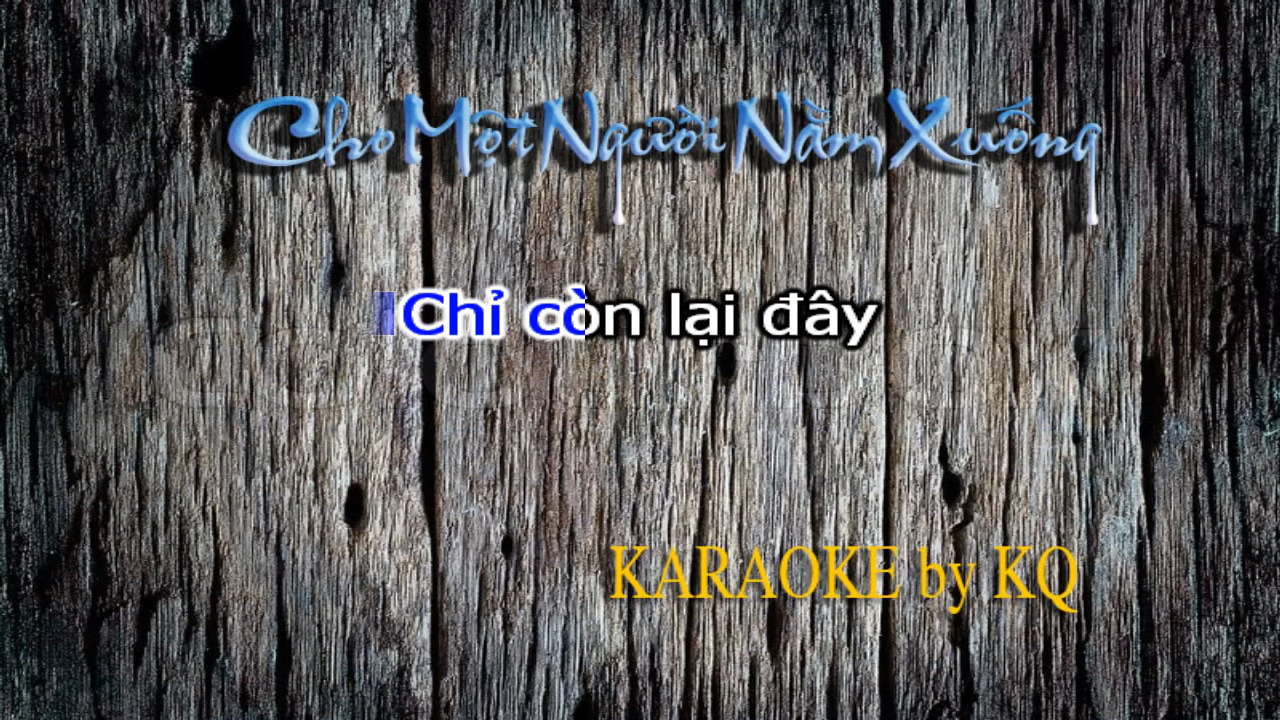 Cho Một Người Nằm Xuống
Chỉ còn lại đây
KARAOKE by KQ